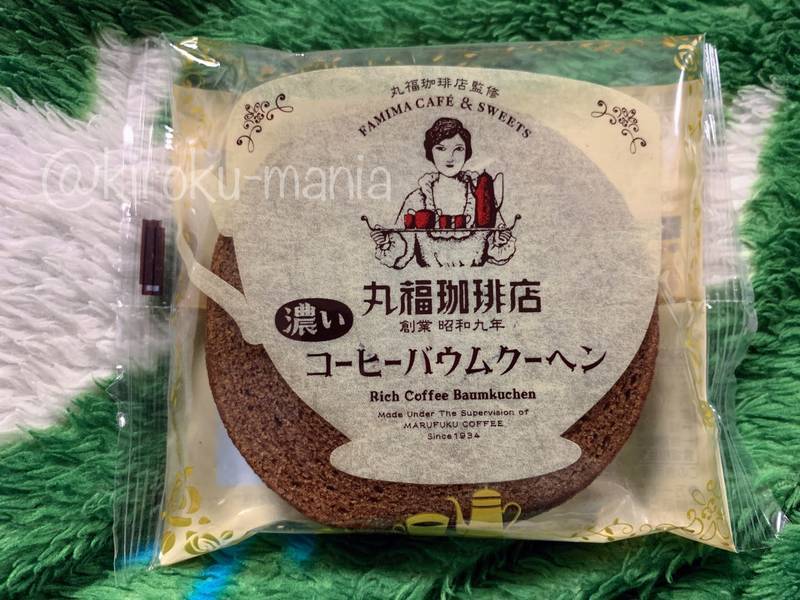 丸福珈琲店監修
FAMIMA CAFÉ & SWEETS
@kiroku-mania
丸福珈琲店
創業 昭和九年
濃い
コーヒーバウムクーヘン
Rich Coffee Baumkuchen
Made Under The Supervision of
MARUFUKU COFFEE
Since1934